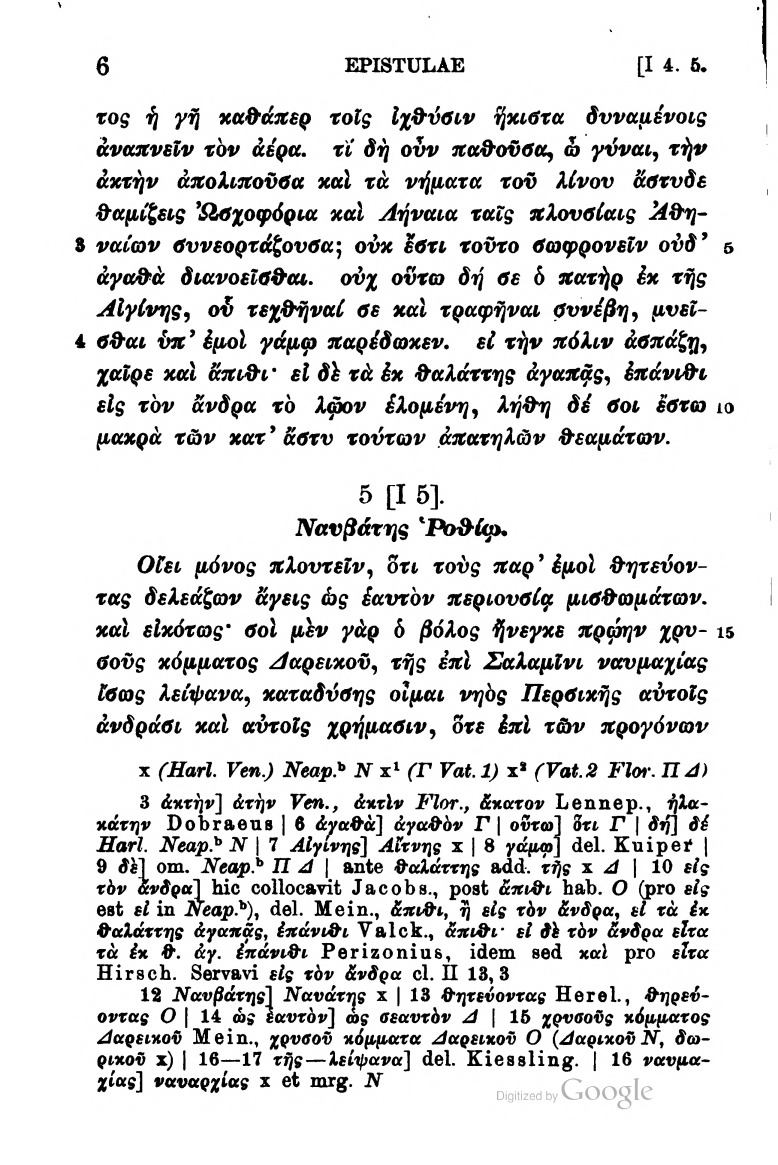 6 EPISTULAE [I 4. 5.
τος ἡ γῆ καθάπερ τοῖς ἰχθύσιν ἥκιστα δυναμένοις
ἀναπνεῖν τὸν ἀέρα. τί δὴ οὖν παθοῦσα, ὦ γύναι, τὴν
ἀκτὴν ἀπολιποῦσα καὶ τὰ νήματα τοῦ λίνου ἄστυδε
θαμίζεις Ὠσχοφόρια καὶ Λήναια ταῖς πλουσίαις Ἀθη-
3 ναίων συνεορτάζουσα; οὐκ ἔστι τοῦτο σωφρονεῖν οὐδ’ 5
ἀγαθὰ διανοεῖσθαι. οὐχ οὕτω δή σε ὁ πατὴρ ἐκ τῆς
Αἰγίνης, οὗ τεχθῆναί σε καὶ τραφῆναι συνέβη, μυεῖ-
4 σθαι ὑπ’ ἐμοὶ γάμῳ παρέδωκεν. εἰ τὴν πόλιν ἀσπάζῃ,
χαῖρε καὶ ἄπιθι· εἰ δὲ τὰ ἐκ θαλάττης ἀγαπᾷς, ἐπάνιθι
εἰς τὸν ἄνδρα τὸ λῷον ἑλομένη, λήθη δέ σοι ἔστω 10
μακρὰ τῶν κατ’ ἄστυ τούτων ἀπατηλῶν θεαμάτων.
5 [I 5].
Ναυβάτης Ῥοθίῳ.
Οἴει μόνος πλουτεῖν, ὅτι τοὺς παρ’ ἐμοὶ θητεύον-
τας δελεάζων ἄγεις ὡς ἑαυτὸν περιουσίᾳ μισθωμάτων.
καὶ εἰκότως· σοὶ μὲν γὰρ ὁ βόλος ἤνεγκε πρῴην χρυ- 15
σοῦς κόμματος Δαρεικοῦ, τῆς ἐπὶ Σαλαμῖνι ναυμαχίας
ἴσως λείψανα, καταδύσης οἶμαι νηὸς Περσικῆς αὐτοῖς
ἀνδράσι καὶ αὐτοῖς χρήμασιν, ὅτε ἐπὶ τῶν προγόνων
x (Harl. Ven.) Neap.ᵇ N x¹ (Γ Vat. 1) x² (Vat. 2 Flor. Π Δ)
3 ἀκτὴν] ἀτὴν Ven., ἀκτὶν Flor., ἄκατον Lennep., ἠλα-
κάτην Dobraeus | 6 ἀγαθὰ] ἀγαθὸν Γ | οὕτω] ὅτι Γ | δή] δέ
Harl. Neap.ᵇ N | 7 Αἰγίνης] Αἴτνης x | 8 γάμῳ] del. Kuiper |
9 δὲ] om. Neap.ᵇ Π Δ | ante θαλάττης add. τῆς x Δ | 10 εἰς
τὸν ἄνδρα] hic collocavit Jacobs., post ἄπιθι hab. O (pro εἰς
est εἰ in Neap.ᵇ), del. Mein., ἄπιθι, ἢ εἰς τὸν ἄνδρα, εἰ τὰ ἐκ
θαλάττης ἀγαπᾷς, ἐπάνιθι Valck., ἄπιθι· εἰ δὲ τὸν ἄνδρα εἶτα
τὰ ἐκ θ. ἀγ. ἐπάνιθι Perizonius, idem sed καὶ pro εἶτα
Hirsch. Servavi εἰς τὸν ἄνδρα cl. II 13, 3
12 Ναυβάτης] Ναυάτης x | 13 θητεύοντας Herel., θηρεύ-
οντας O | 14 ὡς ἑαυτὸν] ὡς σεαυτὸν Δ | 15 χρυσοῦς κόμματος
Δαρεικοῦ Mein., χρυσοῦ κόμματα Δαρεικοῦ O (Δαρικοῦ N, δω-
ρικοῦ x) | 16—17 τῆς—λείψανα] del. Kiessling. | 16 ναυμα-
χίας] ναυαρχίας x et mrg. N
Digitized by Google